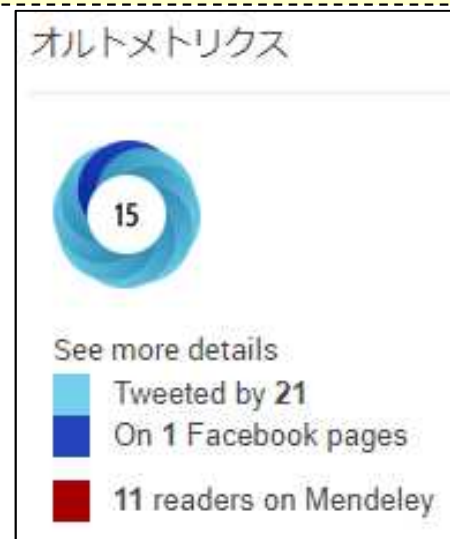 オルトメトリクス
15
See more details
Tweeted by 21
On 1 Facebook pages
11 readers on Mendeley